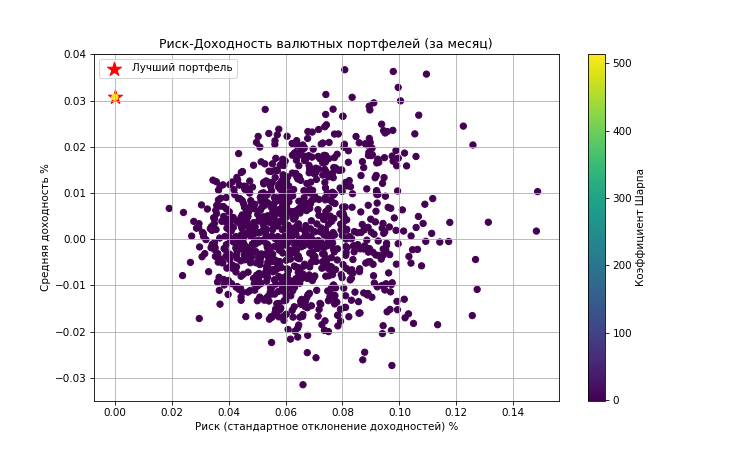 Риск-Доходность валютных портфелей (за месяц)
Лучший портфель
0.04
0.03
0.02
0.01
0.00
−0.01
−0.02
−0.03
Средняя доходность %
0.00 0.02 0.04 0.06 0.08 0.10 0.12 0.14
Риск (стандартное отклонение доходностей) %
500
400
300
200
100
0
Коэффициент Шарпа